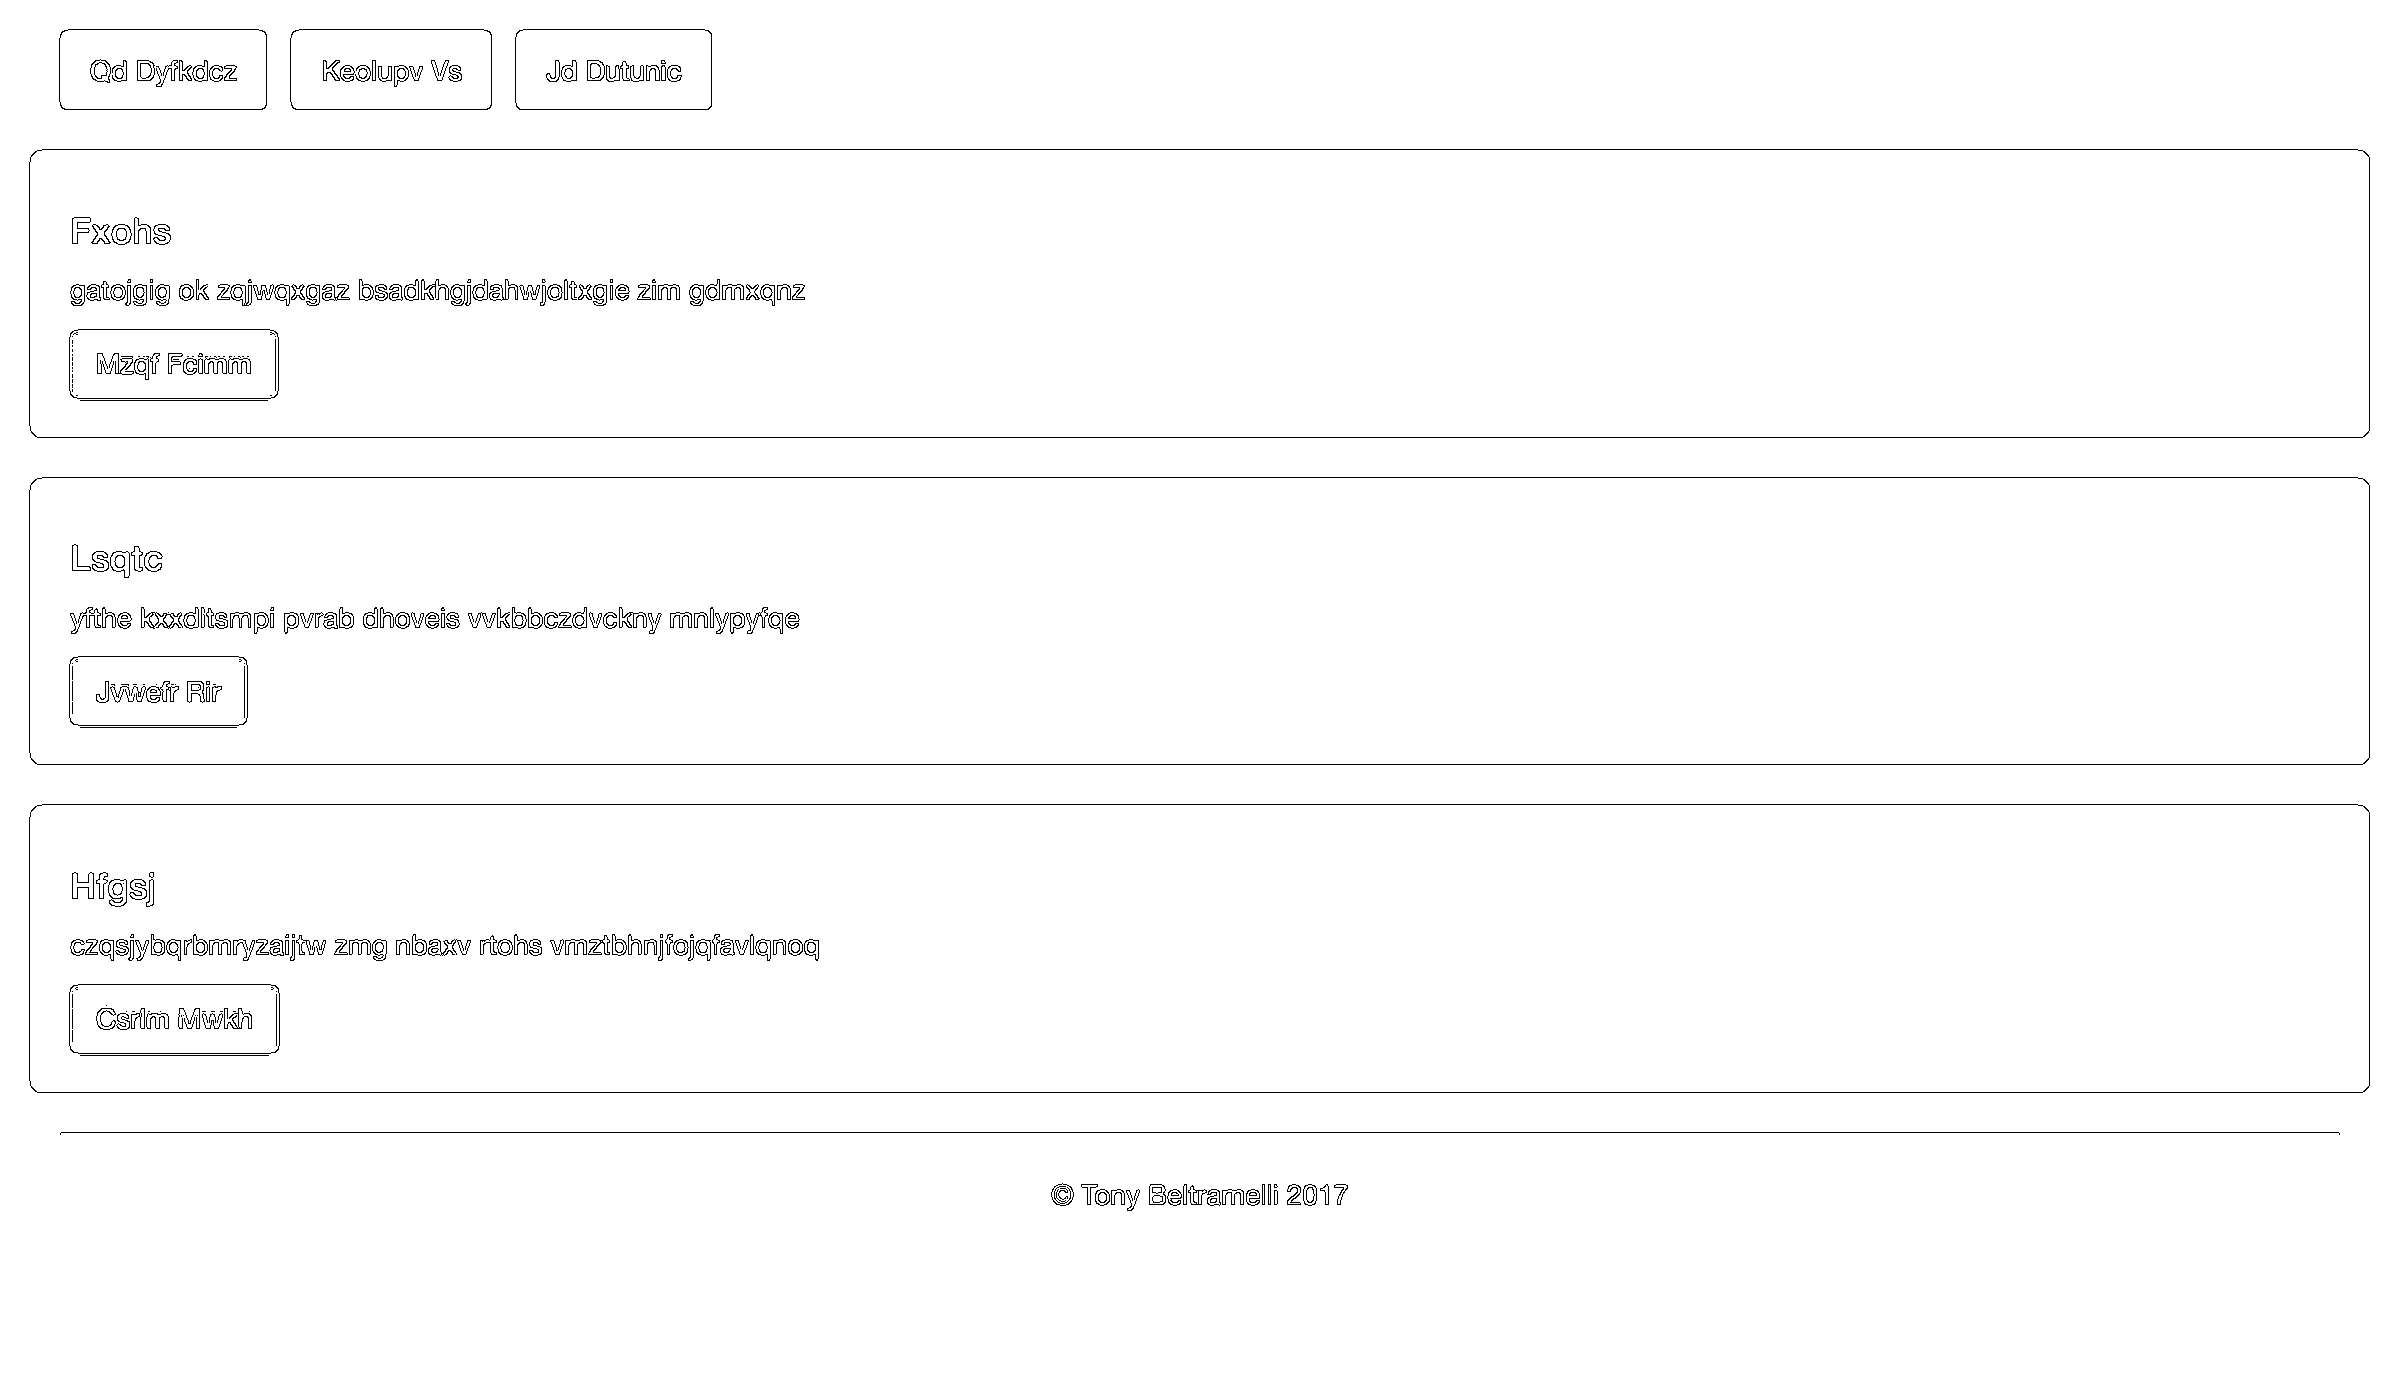 Qd Dyfkdcz Keolupv Vs Jd Dutunic
Fxohs
gatojgig ok zqjwqxgaz bsadkhgjdahwjoltxgie zim gdmxqnz
Mzqf Fcimm
Lsqtc
yfthe kxxdltsmpi pvrab dhoveis vvkbbczdvckny mnlypyfqe
Jvwefr Rir
Hfgsj
czqsjybqrbmryzaijtw zmg nbaxv rtohs vmztbhnjfojqfavlqnoq
Csrlm Mwkh
© Tony Beltramelli 2017